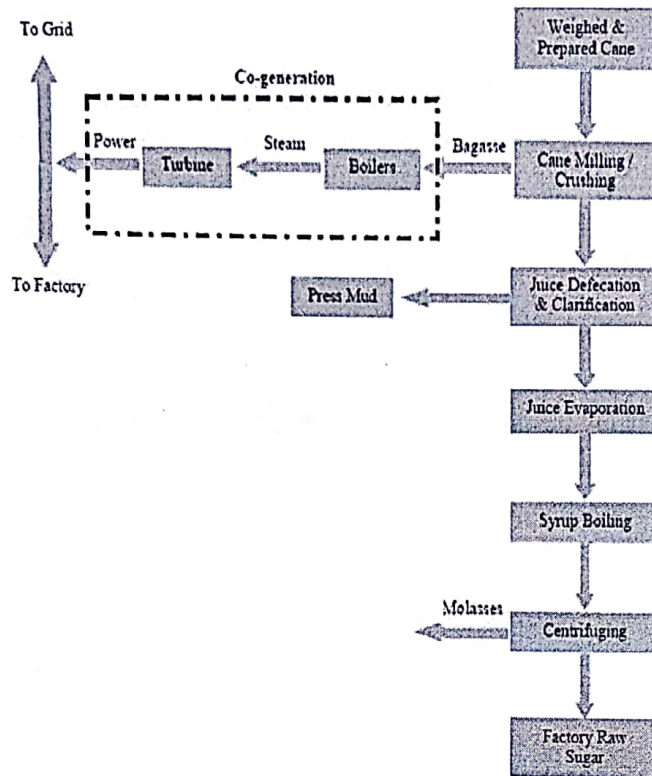 To Grid
Weighed &
Prepared Cane
Co-generation
Power
Turbine
Steam
Boilers
Bagasse
Cane Milling /
Crushing
To Factory
Press Mud
Juice Defecation
& Clarification
Juice Evaporation
Syrup Boiling
Molasses
Centrifuging
Factory Raw
Sugar